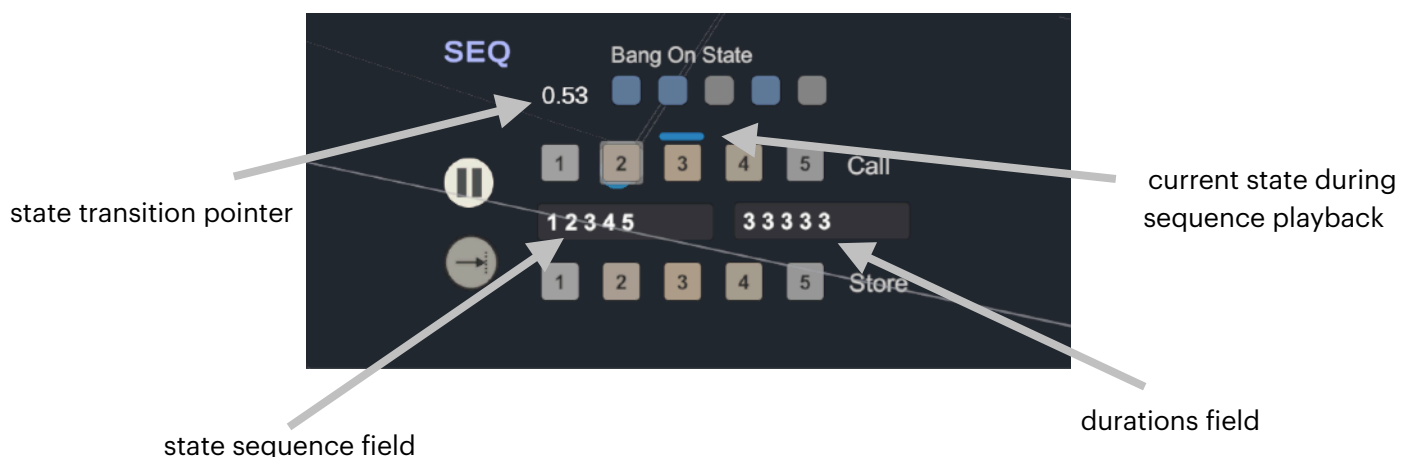 SEQ
Bang On State
0.53
1 2 3 4 5 Call
1 2 3 4 5
3 3 3 3 3
1 2 3 4 5 Store
state transition pointer
current state during
sequence playback
state sequence field
durations field